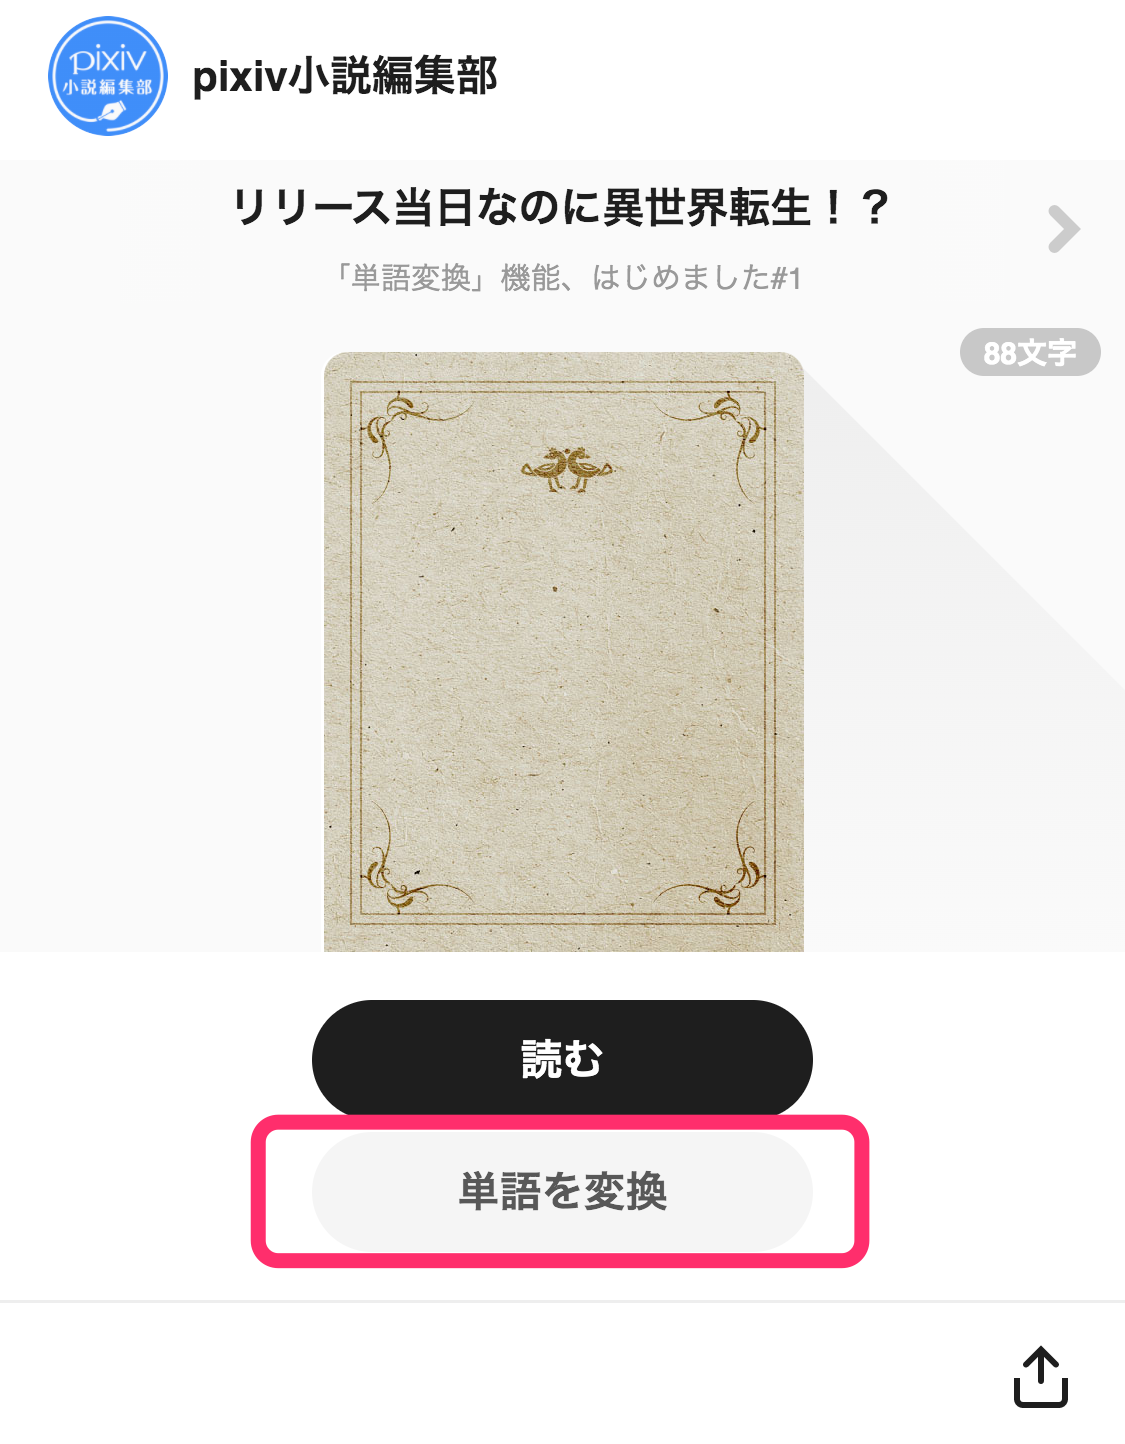 pixiv
小説編集部
pixiv小説編集部
リリース当日なのに異世界転生！？
「単語変換」機能、はじめました#1
88文字
読む
単語を変換